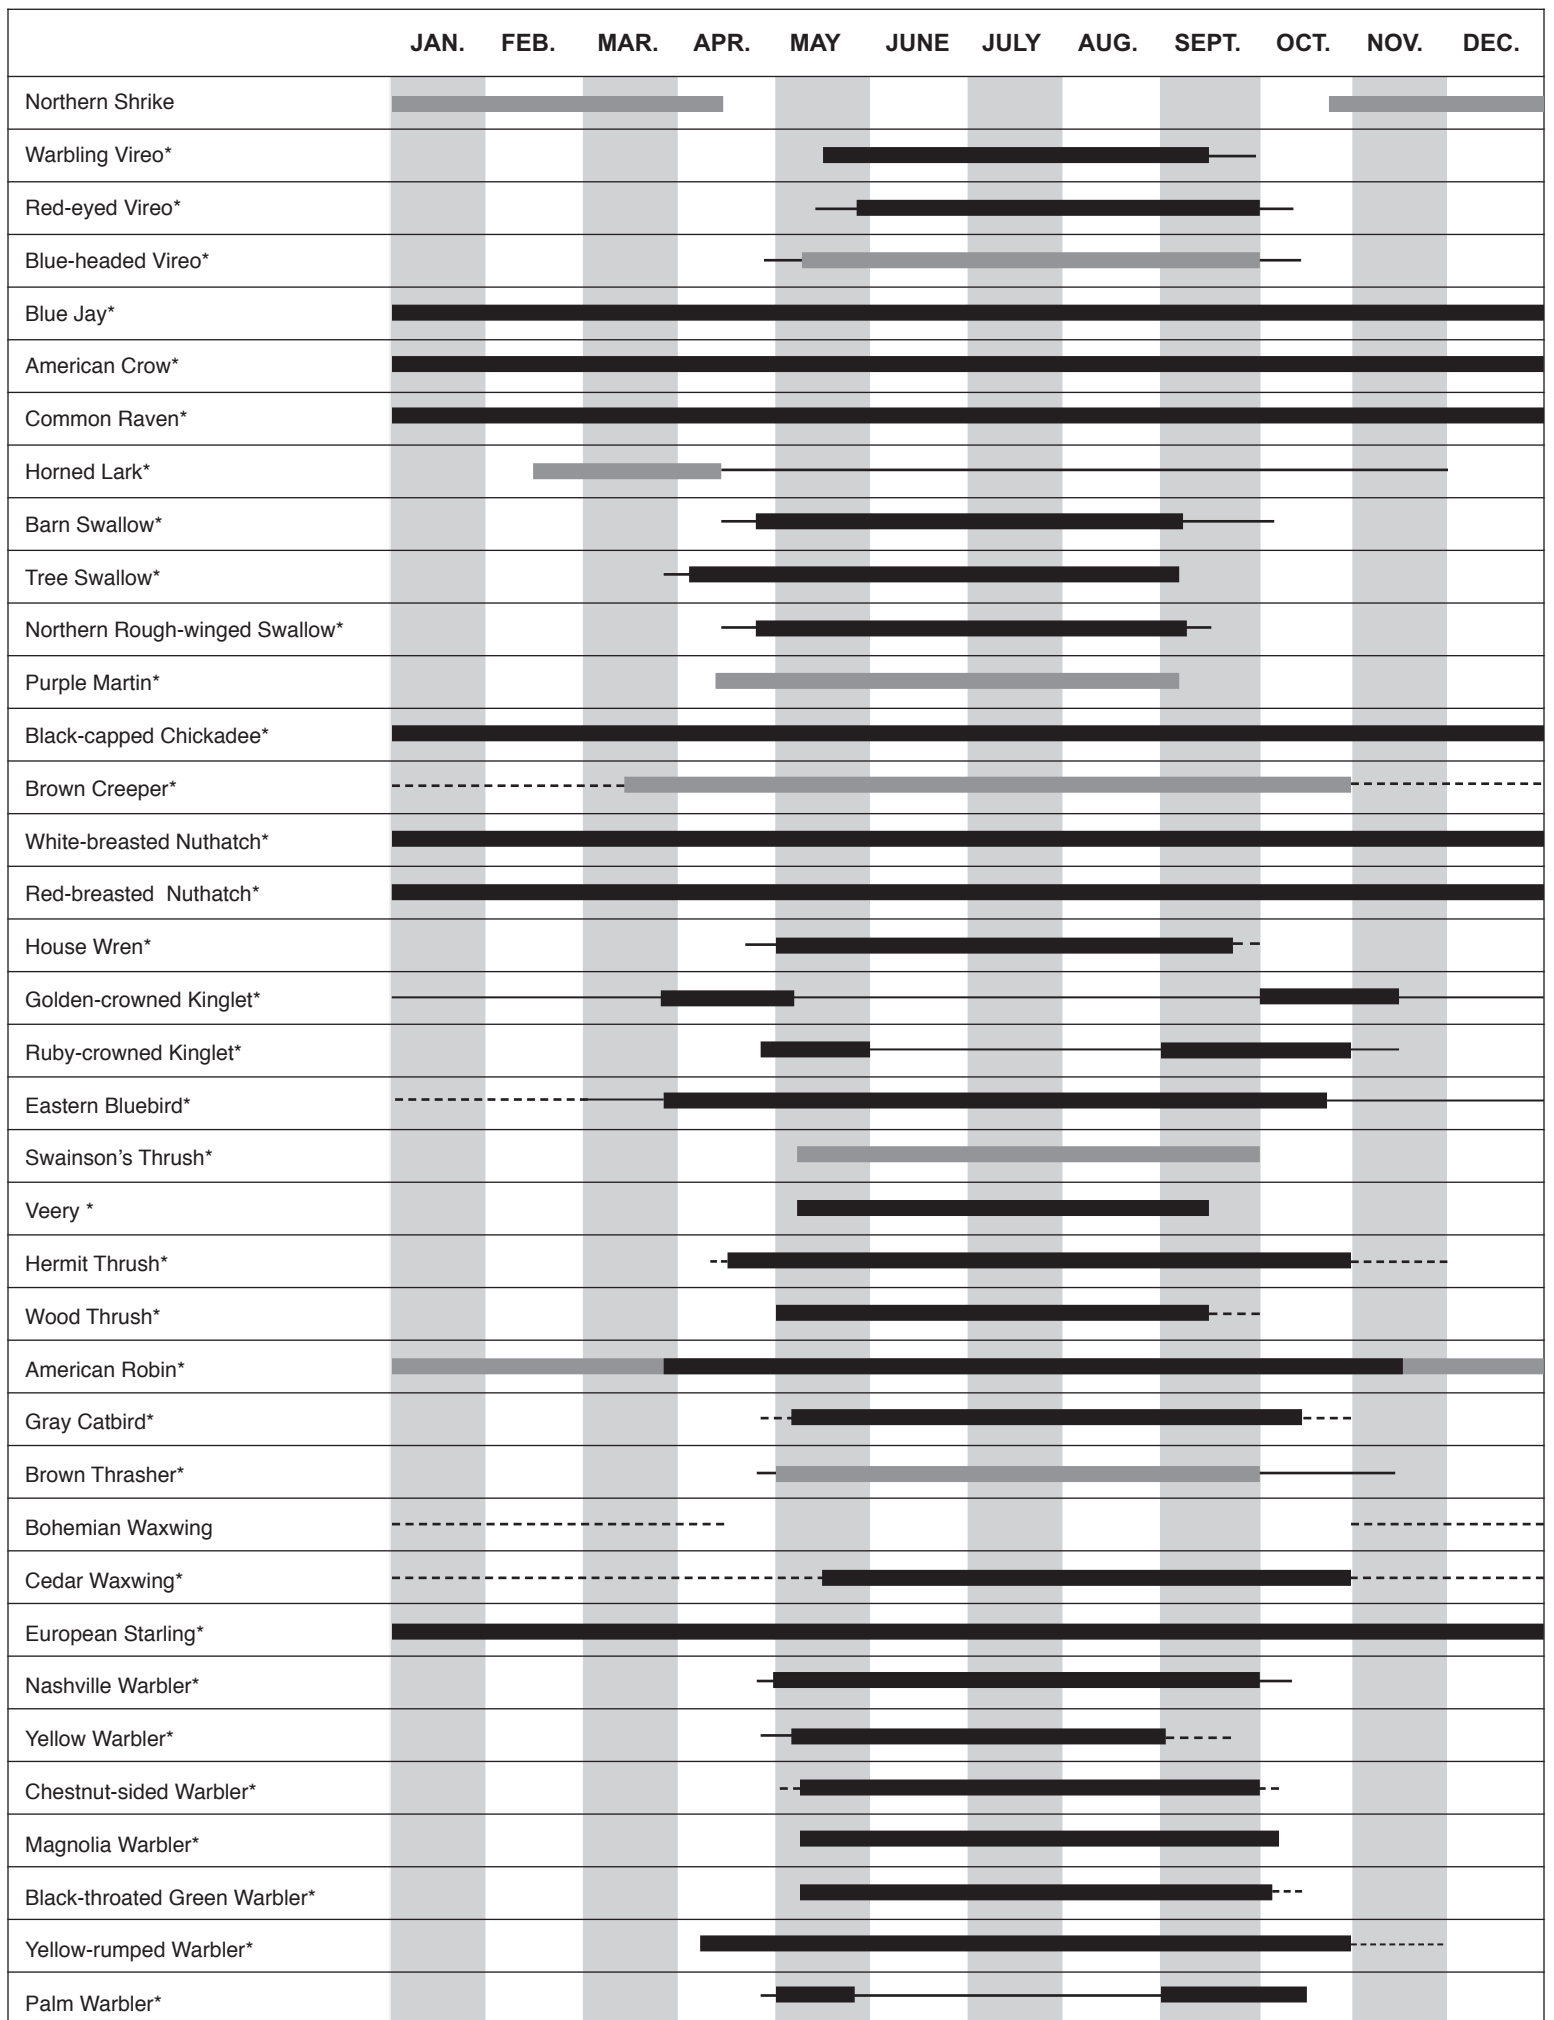 JAN. FEB. MAR. APR. MAY JUNE JULY AUG. SEPT. OCT. NOV. DEC.
Northern Shrike
Warbling Vireo*
Red-eyed Vireo*
Blue-headed Vireo*
Blue Jay*
American Crow*
Common Raven*
Horned Lark*
Barn Swallow*
Tree Swallow*
Northern Rough-winged Swallow*
Purple Martin*
Black-capped Chickadee*
Brown Creeper*
White-breasted Nuthatch*
Red-breasted  Nuthatch*
House Wren*
Golden-crowned Kinglet*
Ruby-crowned Kinglet*
Eastern Bluebird*
Swainson's Thrush*
Veery *
Hermit Thrush*
Wood Thrush*
American Robin*
Gray Catbird*
Brown Thrasher*
Bohemian Waxwing
Cedar Waxwing*
European Starling*
Nashville Warbler*
Yellow Warbler*
Chestnut-sided Warbler*
Magnolia Warbler*
Black-throated Green Warbler*
Yellow-rumped Warbler*
Palm Warbler*